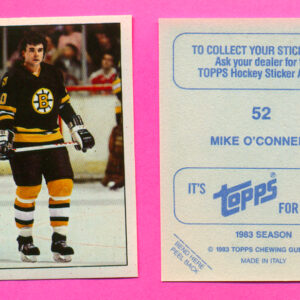 B
TO COLLECT YOUR STICK
Ask your dealer for
TOPPS Hockey Sticker A
52
MIKE O'CONNE
IT'S topps®
FOR
1983 SEASON
© 1983 TOPPS CHEWING GU
MADE IN ITALY
BEND HERE
PEEL BACK